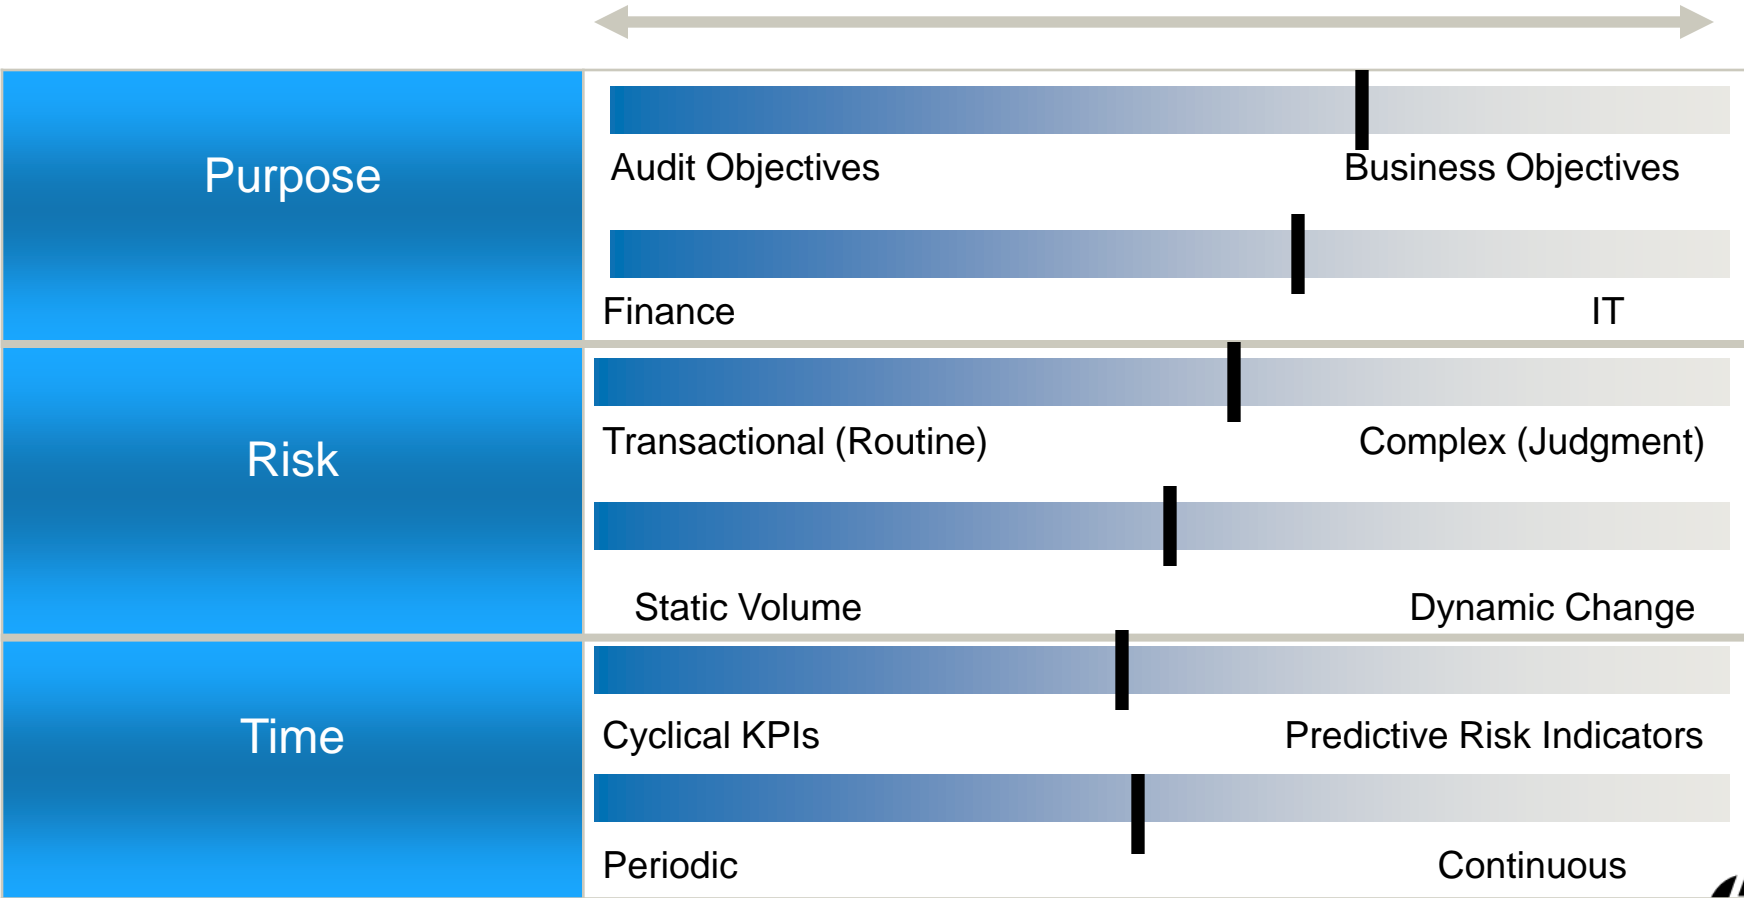 Purpose
Audit Objectives
Business Objectives
Finance
IT
Risk
Transactional (Routine)
Complex (Judgment)
Static Volume
Dynamic Change
Time
Cyclical KPIs
Predictive Risk Indicators
Periodic
Continuous